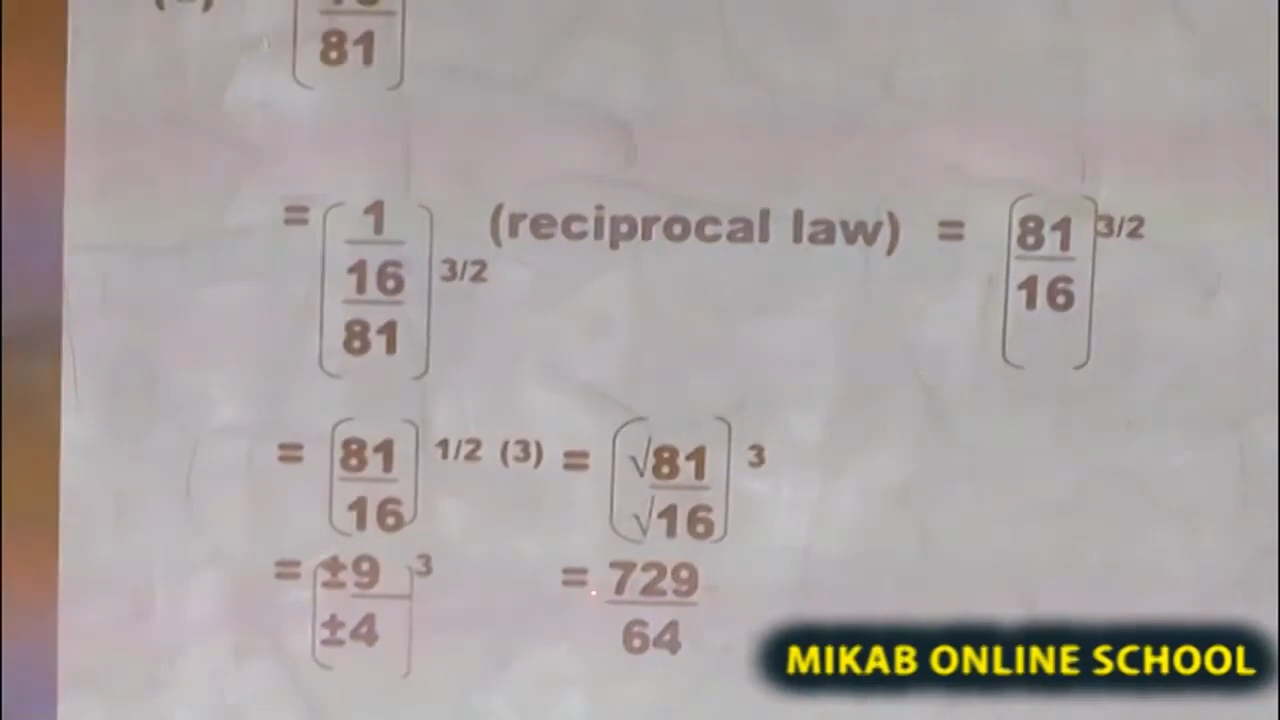 81
= 1 (reciprocal law) = 81 3/2
16 3/2 16
81
= 81 1/2 (3) = √81 3
16 √16
= ±9 3 = 729
±4 64
MIKAB ONLINE SCHOOL